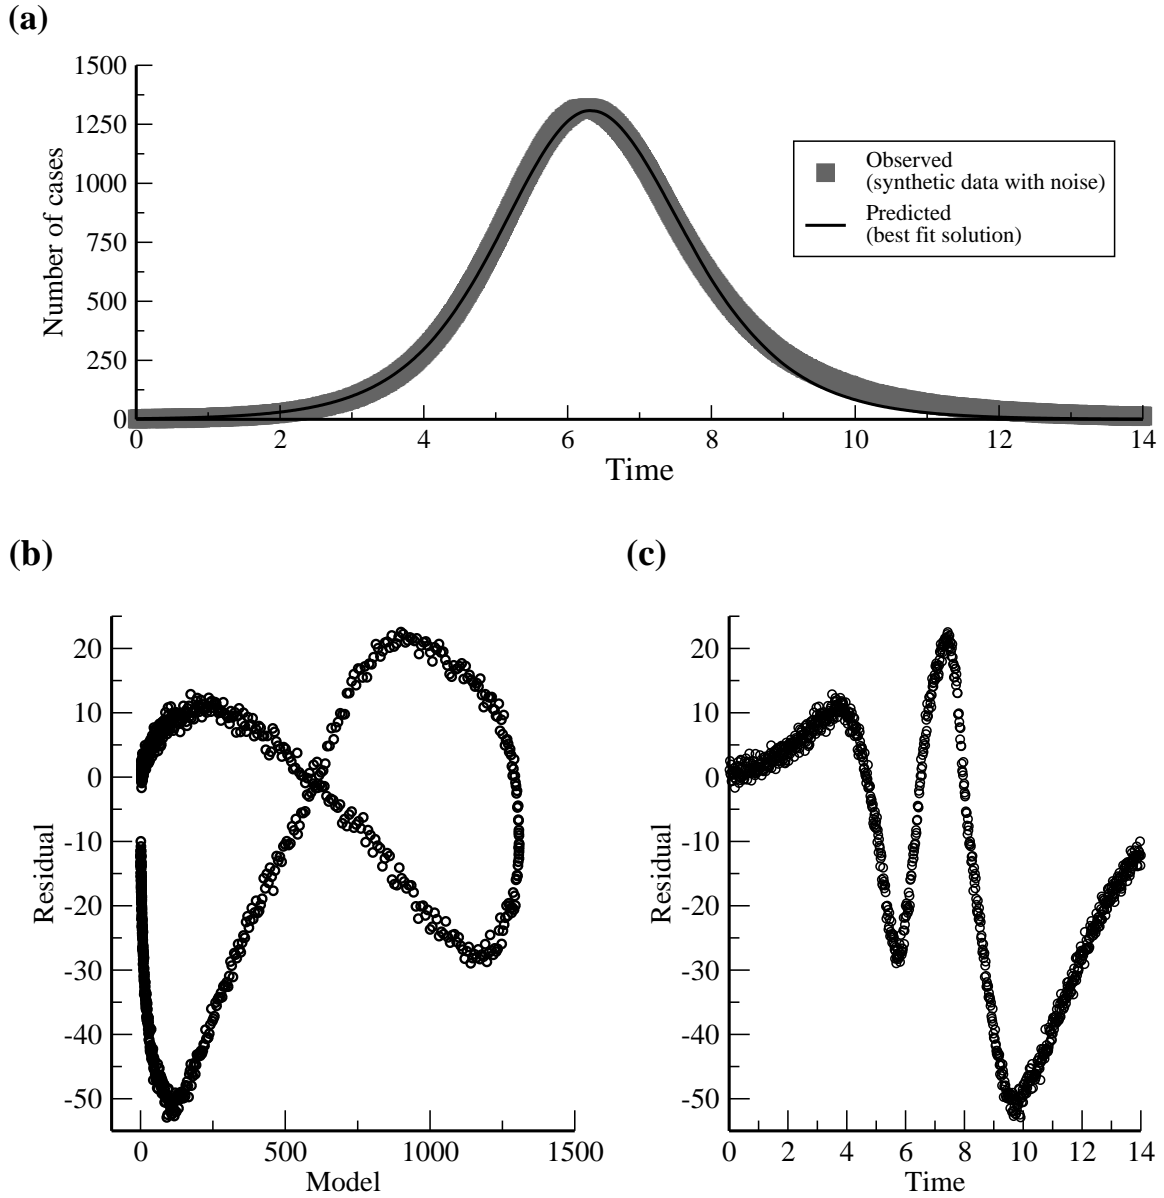 (a)
1500
1250
1000
750
500
250
0
Number of cases
Observed
(synthetic data with noise)
Predicted
(best fit solution)
0 2 4 6 8 10 12 14
Time
(b)
20
10
0
-10
-20
-30
-40
-50
Residual
0 500 1000 1500
Model
(c)
20
10
0
-10
-20
-30
-40
-50
Residual
0 2 4 6 8 10 12 14
Time